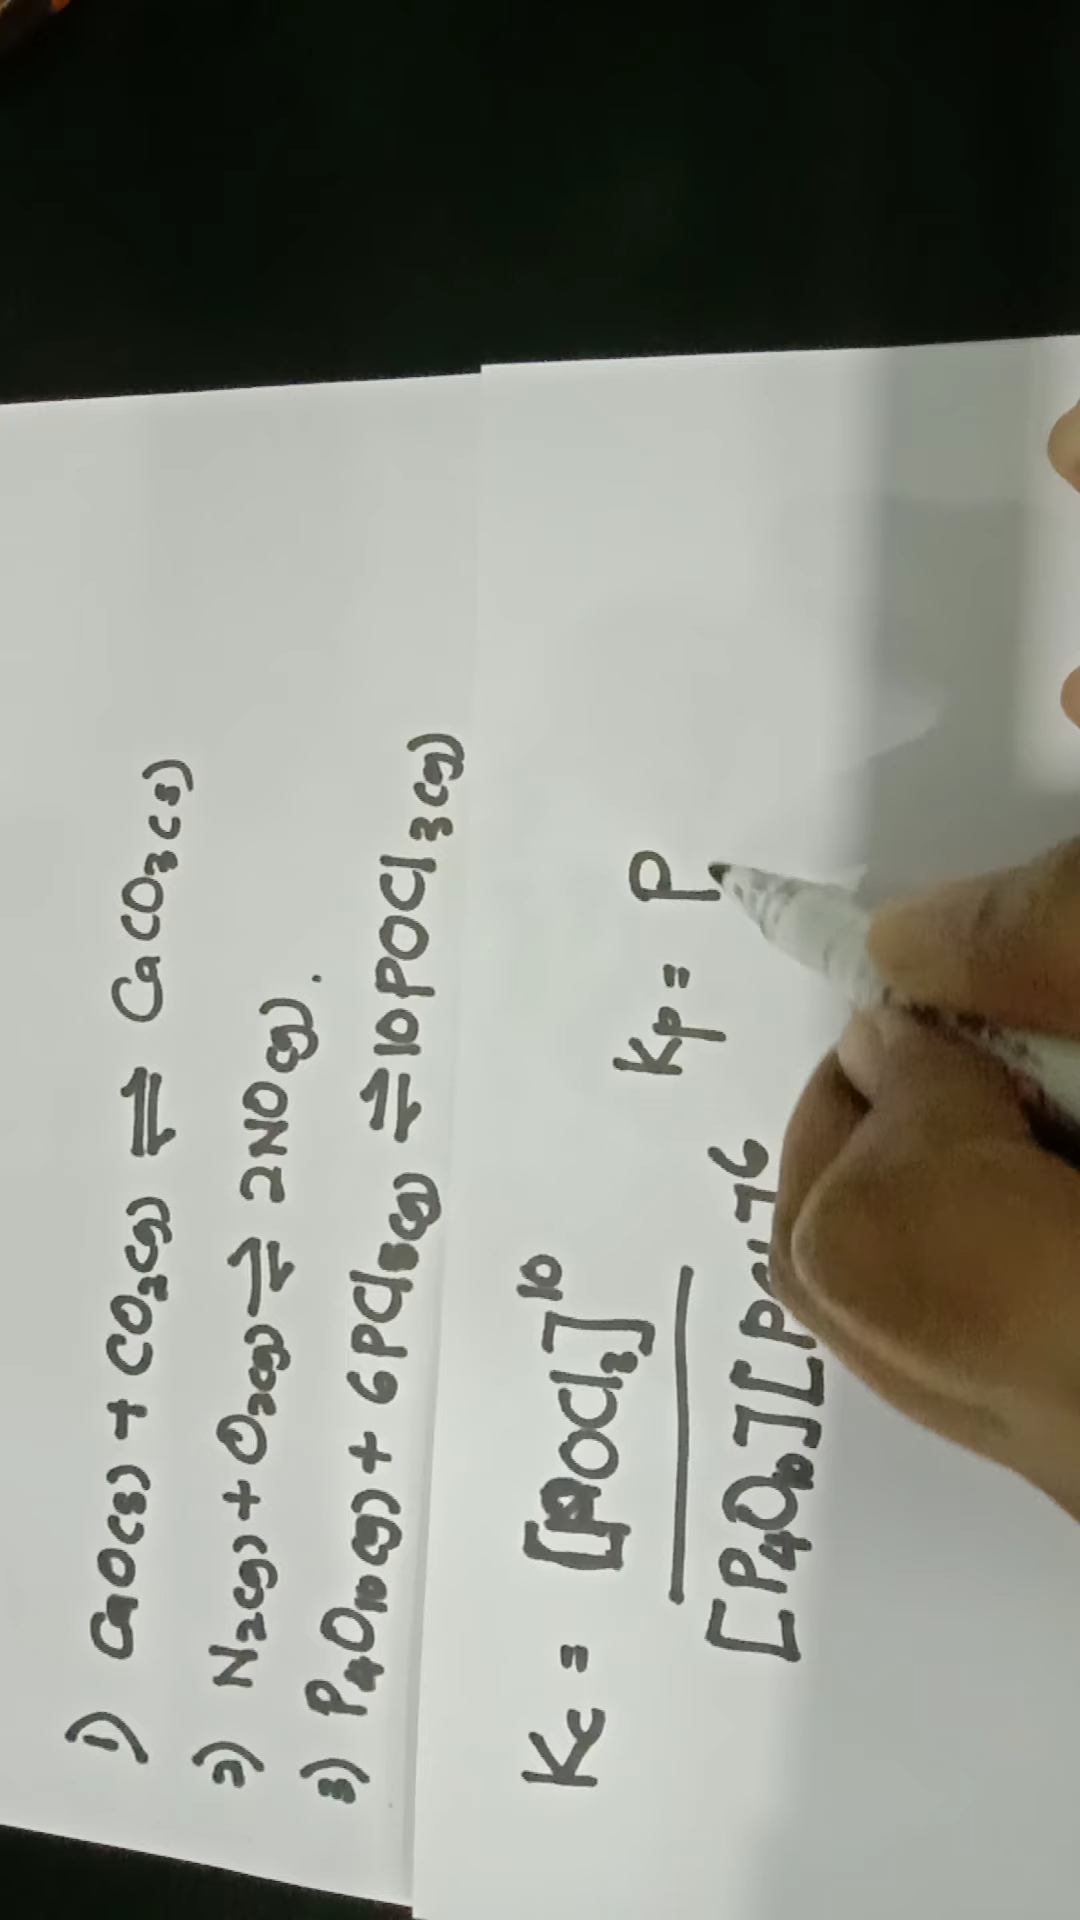 1) CaO(s) + CO₂(g) ⇌ CaCO₃(s)
2) N₂(g) + O₂(g) ⇌ 2NO(g).
3) P₄O₁₀(g) + 6PCl₅(g) ⇌ 10POCl₃(g)
Kc = [POCl₃]¹⁰ Kp = P
[P₄O₁₀][P